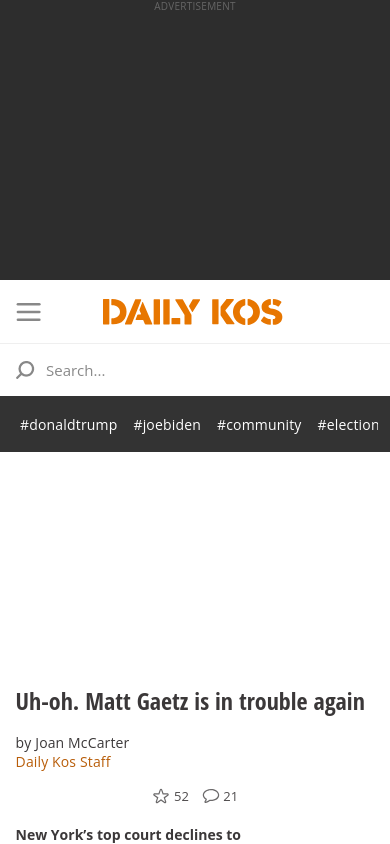 ADVERTISEMENT
DAILY KOS
Search...
#donaldtrump #joebiden #community #election
Uh-oh. Matt Gaetz is in trouble again
by Joan McCarter
Daily Kos Staff
52 21
New York’s top court declines to